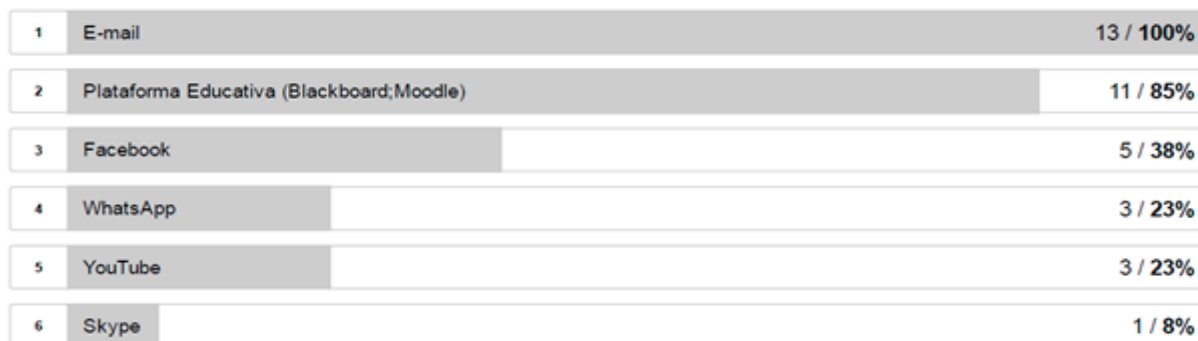 1 E-mail 13 / 100%
2 Plataforma Educativa (Blackboard;Moodle) 11 / 85%
3 Facebook 5 / 38%
4 WhatsApp 3 / 23%
5 YouTube 3 / 23%
6 Skype 1 / 8%